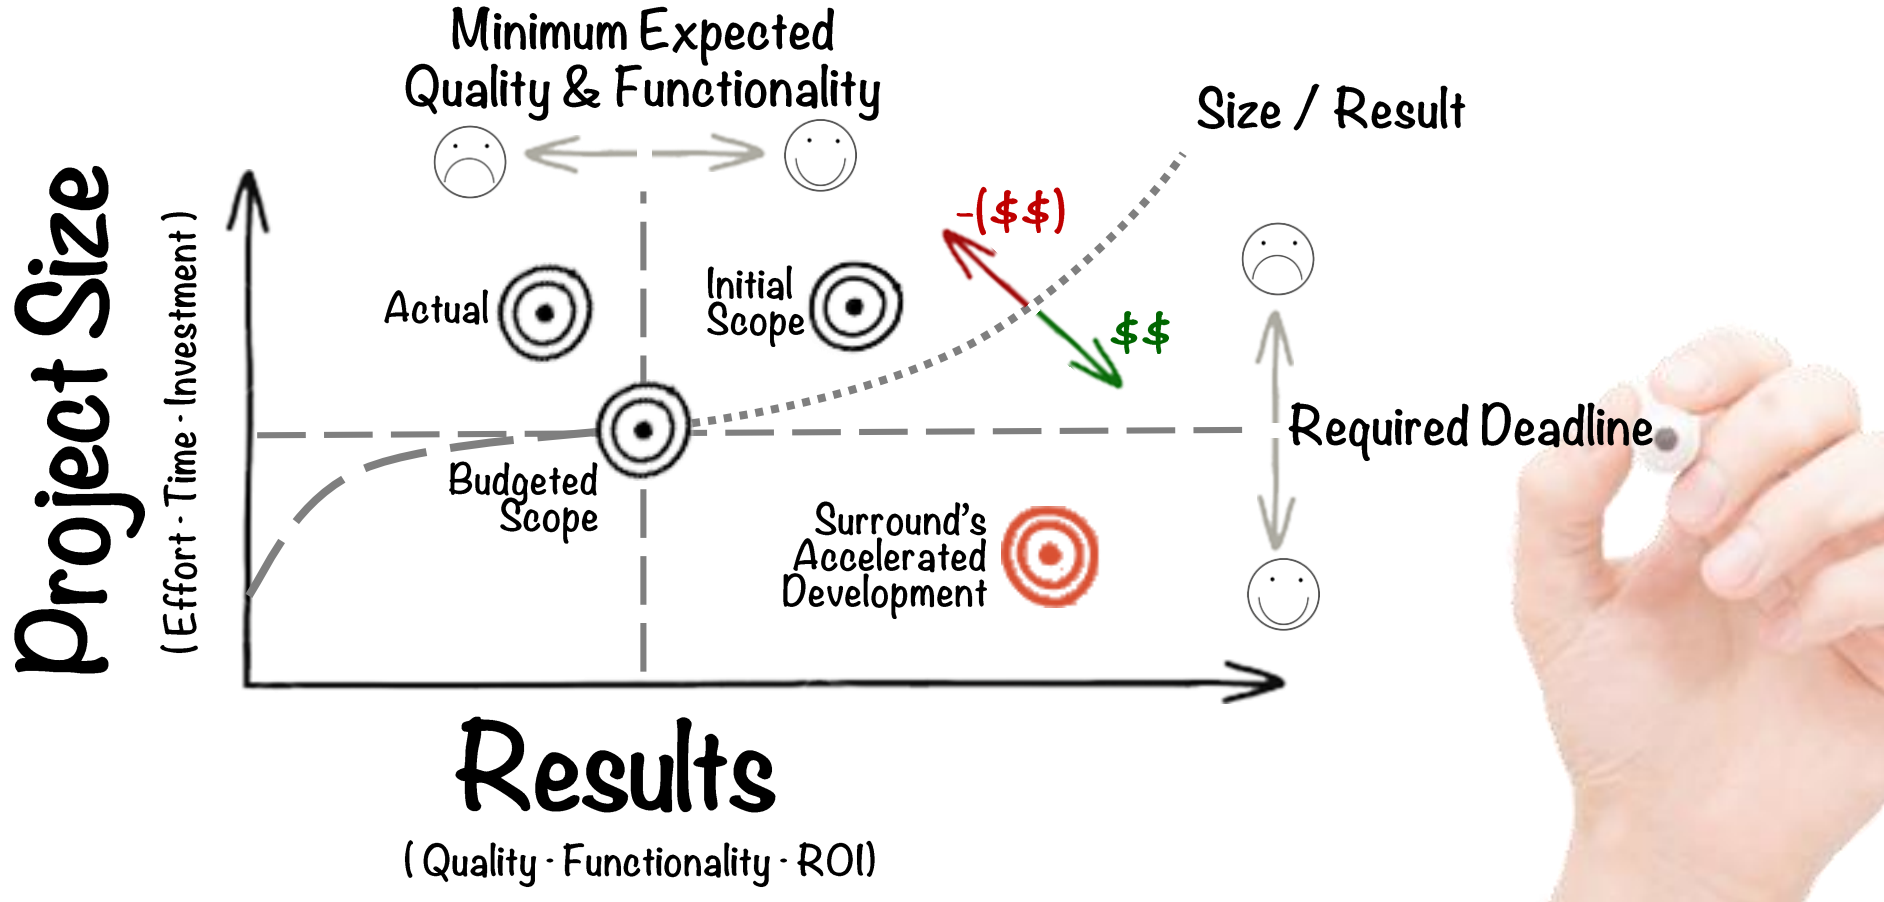 Minimum Expected
Quality & Functionality
Size / Result
-($$)
$$
Actual
Initial
Scope
Required Deadline
Budgeted
Scope
Surround's
Accelerated
Development
Project Size
(Effort · Time · Investment)
Results
(Quality · Functionality · ROI)